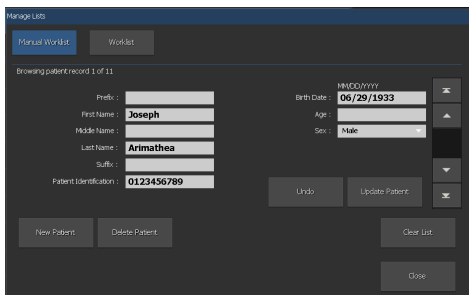 Manage Lists
Manual Worklist Worklist
Browsing patient record 1 of 11
MM/DD/YYYY
Prefix : Birth Date : 06/29/1933
First Name : Joseph Age :
Middle Name : Sex : Male
Last Name : Arimathea
Suffix :
Patient Identification : 0123456789
Undo Update Patient
New Patient Delete Patient Clear List
Close